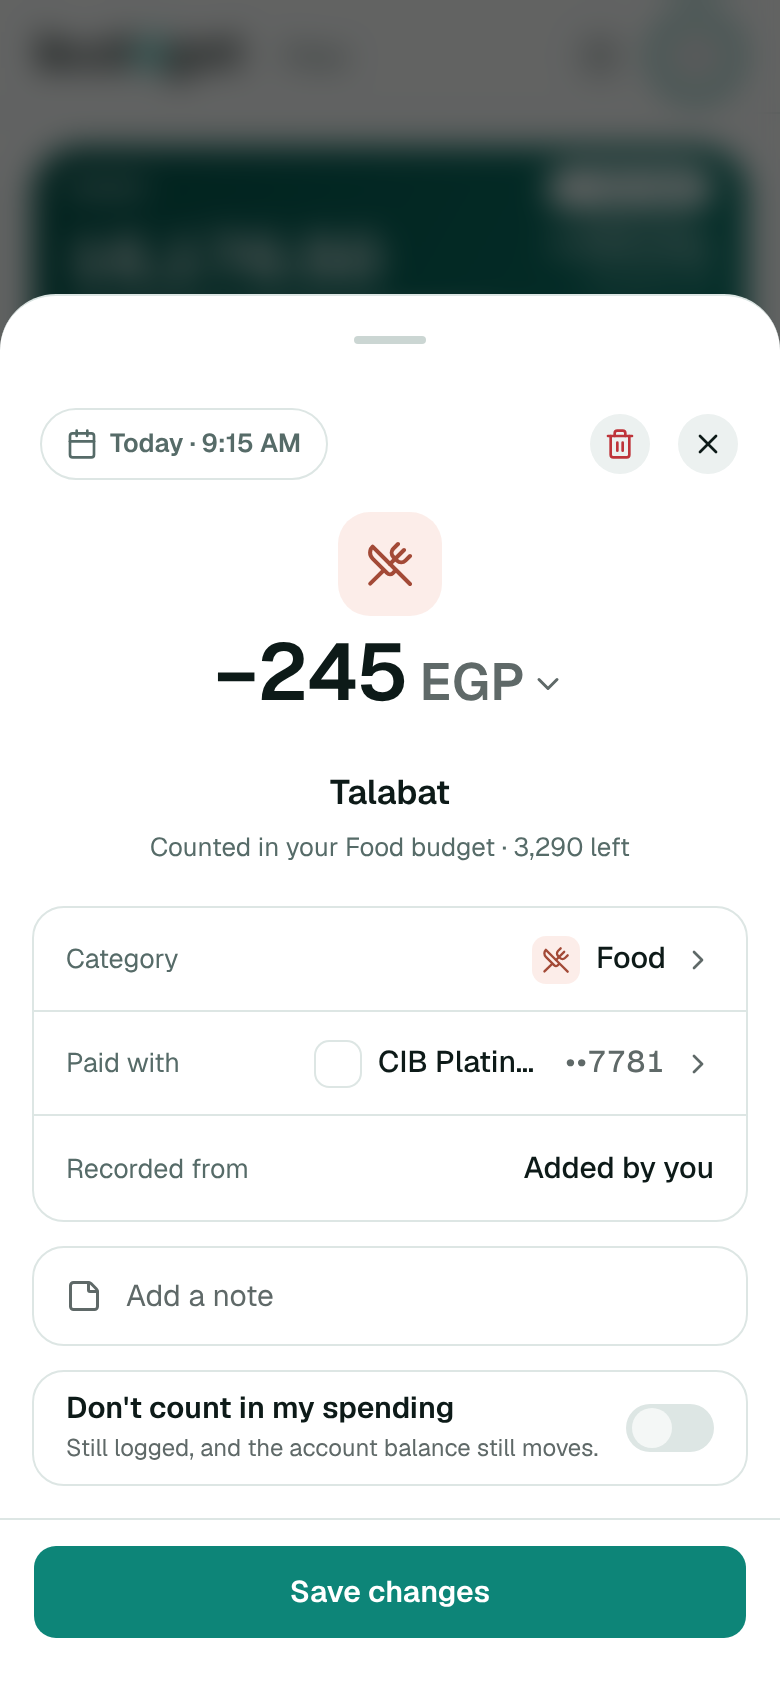 Today · 9:15 AM
−245 EGP
Talabat
Counted in your Food budget · 3,290 left
Category Food
Paid with CIB Platin... ••7781
Recorded from Added by you
Add a note
Don't count in my spending
Still logged, and the account balance still moves.
Save changes